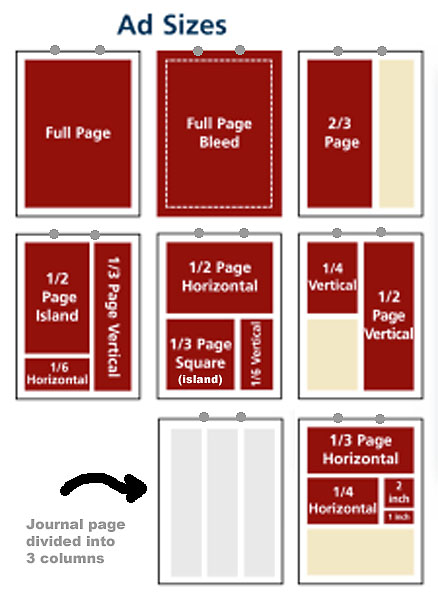 Ad Sizes
Full Page
Full Page
Bleed
2/3
Page
1/2
Page
Island
1/6
Horizontal
1/3 Page Vertical
1/2 Page
Horizontal
1/3 Page
Square
(island)
1/6 Vertical
1/4
Vertical
1/2
Page
Vertical
Journal page
divided into
3 columns
1/3 Page
Horizontal
1/4
Horizontal
2
inch
1 inch